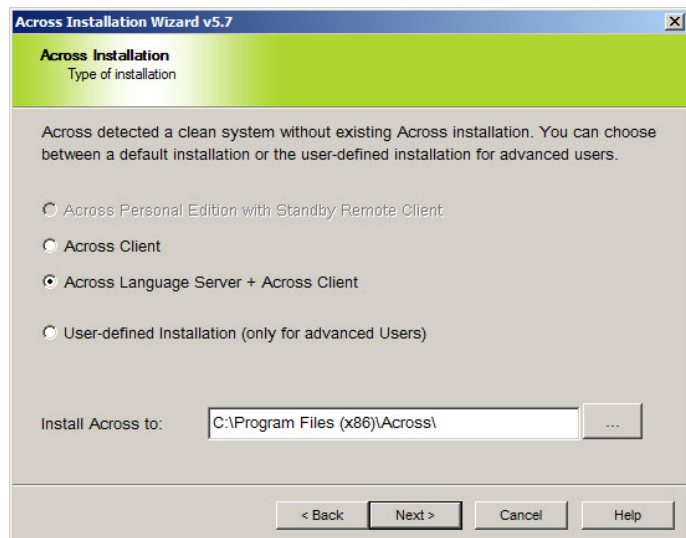 Across Installation Wizard v5.7
Across Installation
Type of installation
Across detected a clean system without existing Across installation. You can choose
between a default installation or the user-defined installation for advanced users.
Across Personal Edition with Standby Remote Client
Across Client
Across Language Server + Across Client
User-defined Installation (only for advanced Users)
Install Across to: C:\Program Files (x86)\Across\ ...
< Back Next > Cancel Help